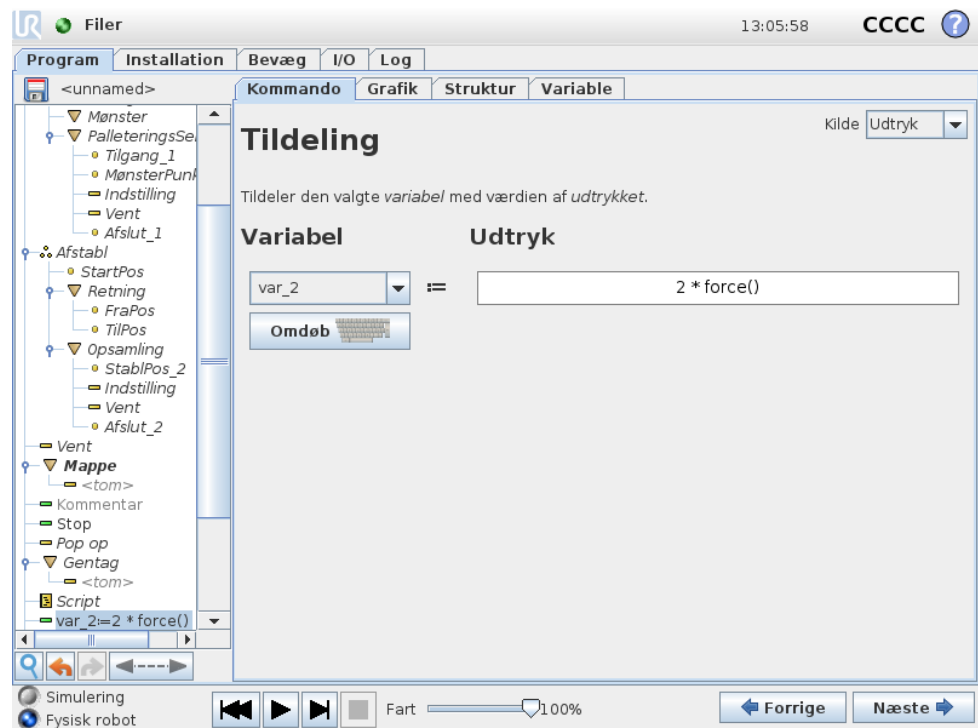 Filer
13:05:58
CCCC
?
Program Installation Bevæg I/O Log
<unnamed>
Kommando Grafik Struktur Variable
Mønster
PalleteringsSe
Tilgang_1
MønsterPunk
Indstilling
Vent
Afslut_1
Afstabl
StartPos
Retning
FraPos
TilPos
Opsamling
StablPos_2
Indstilling
Vent
Afslut_2
Vent
Mappe
<tom>
Kommentar
Stop
Pop op
Gentag
<tom>
Script
var_2:=2 * force()
Tildeling
Kilde Udtryk
Tildeler den valgte variabel med værdien af udtrykket.
Variabel Udtryk
var_2 := 2 * force()
Omdøb
Simulering
Fysisk robot
Fart 100%
Forrige Næste